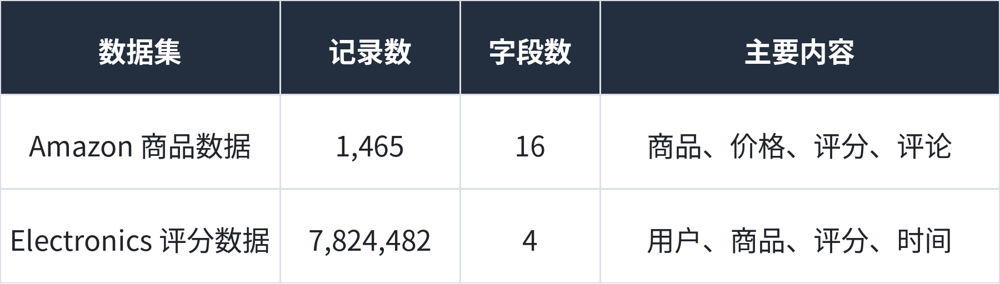 数据集 记录数 字段数 主要内容
Amazon 商品数据 1,465 16 商品、价格、评分、评论
Electronics 评分数据 7,824,482 4 用户、商品、评分、时间